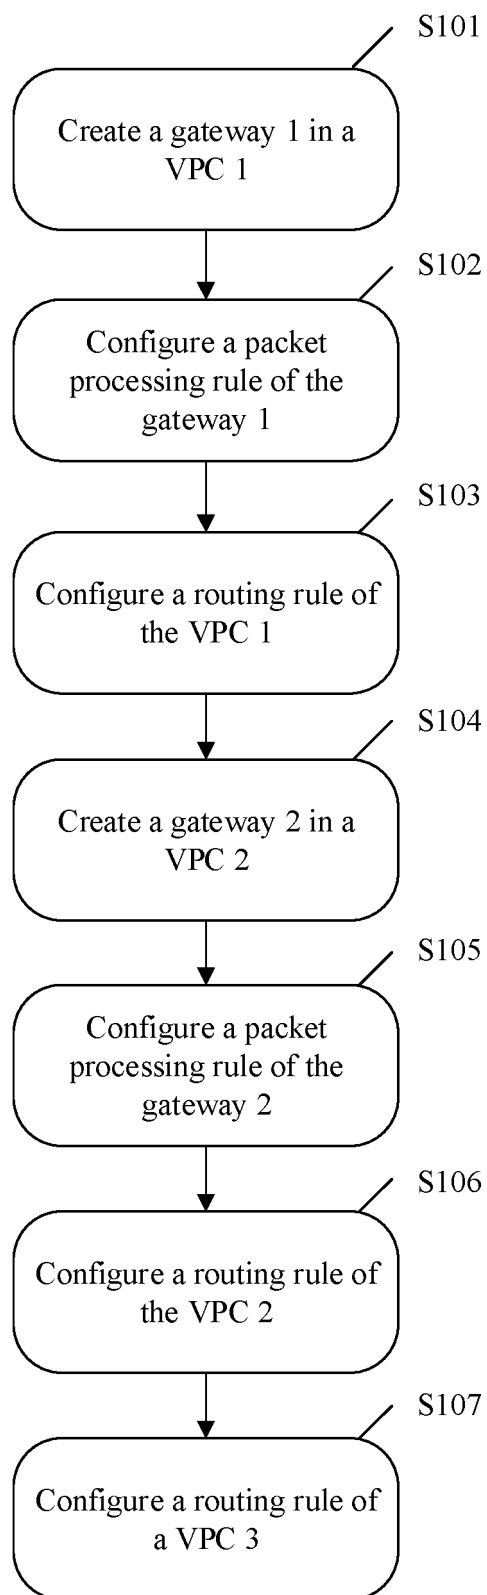 S101
Create a gateway 1 in a
VPC 1
S102
Configure a packet
processing rule of the
gateway 1
S103
Configure a routing rule of
the VPC 1
S104
Create a gateway 2 in a
VPC 2
S105
Configure a packet
processing rule of the
gateway 2
S106
Configure a routing rule of
the VPC 2
S107
Configure a routing rule of
a VPC 3